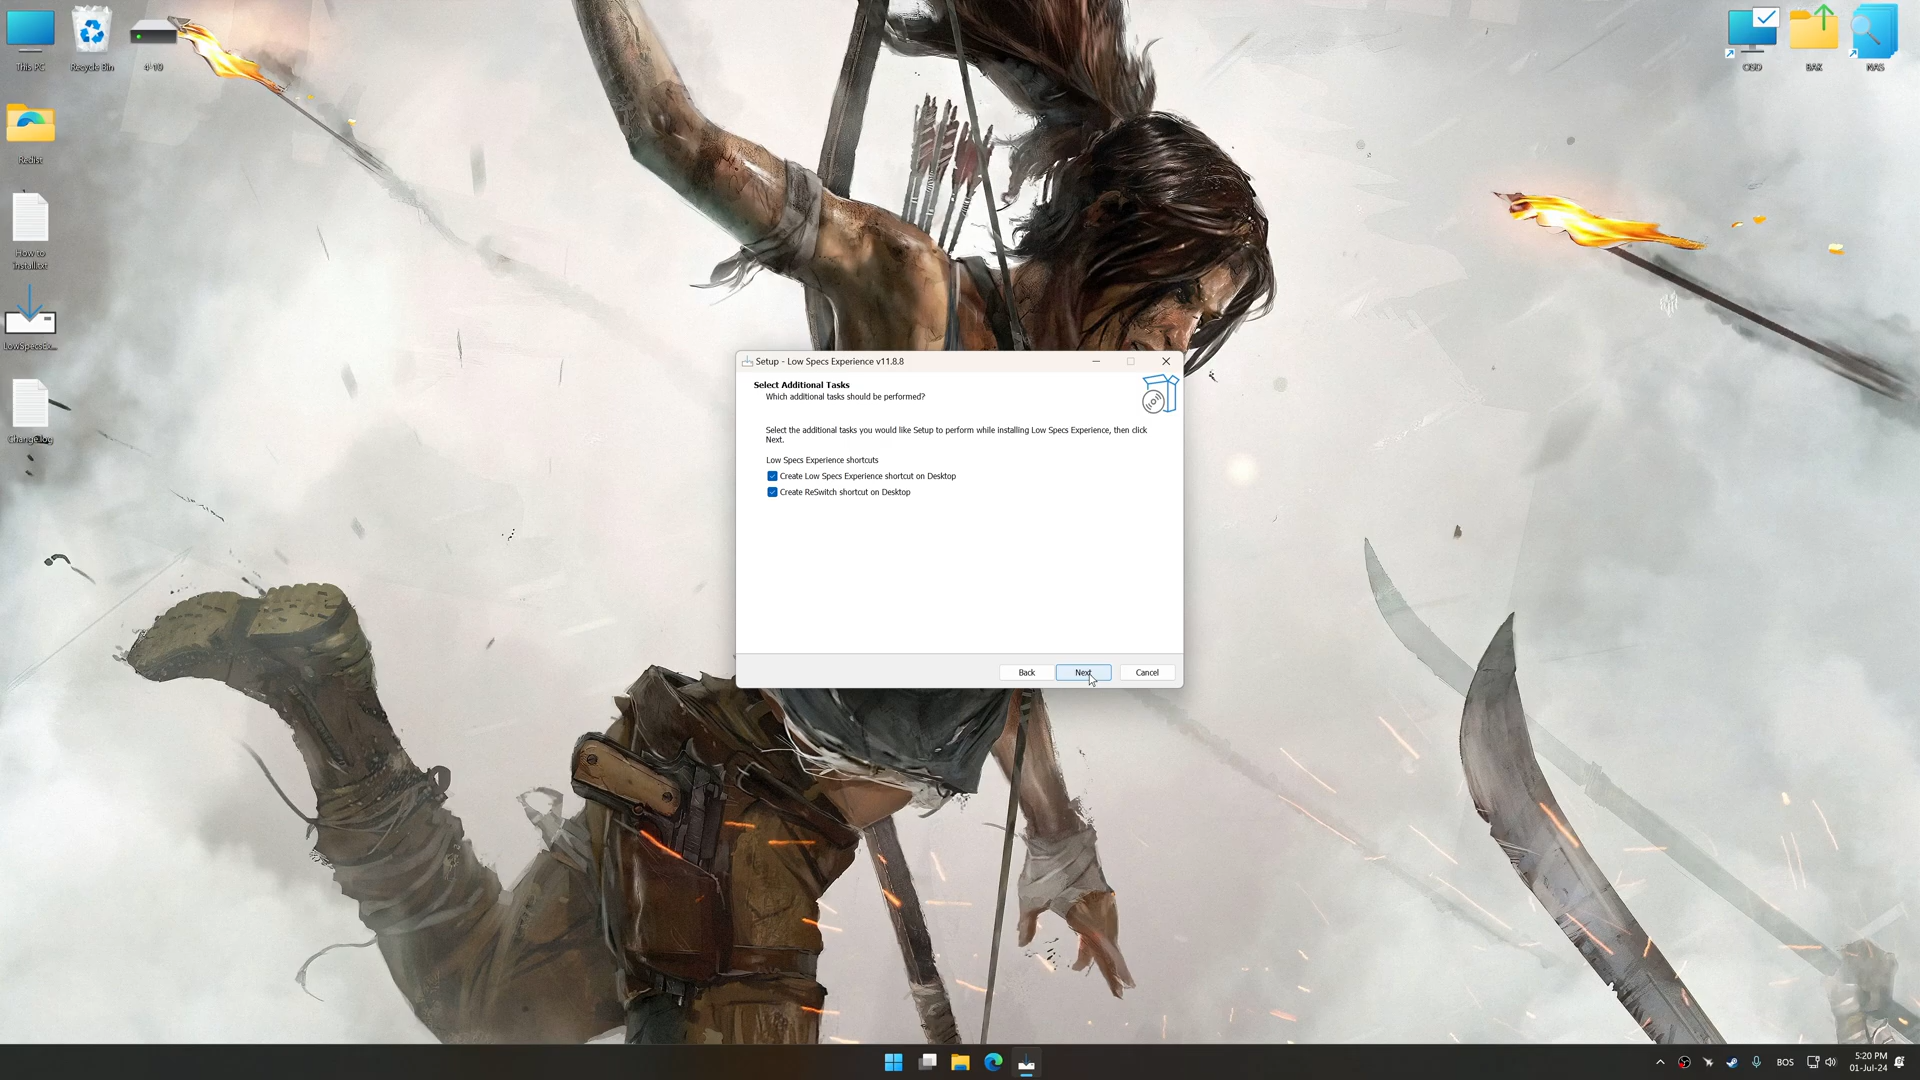 This PC
Recycle Bin
4-10
Redist
How to
install.txt
LowSpecsEx...
Changelog
OSD
BAK
NAS
Setup - Low Specs Experience v11.8.8
Select Additional Tasks
Which additional tasks should be performed?
Select the additional tasks you would like Setup to perform while installing Low Specs Experience, then click
Next.
Low Specs Experience shortcuts
Create Low Specs Experience shortcut on Desktop
Create ReSwitch shortcut on Desktop
Back
Next
Cancel
BOS
5:20 PM
01-Jul-24